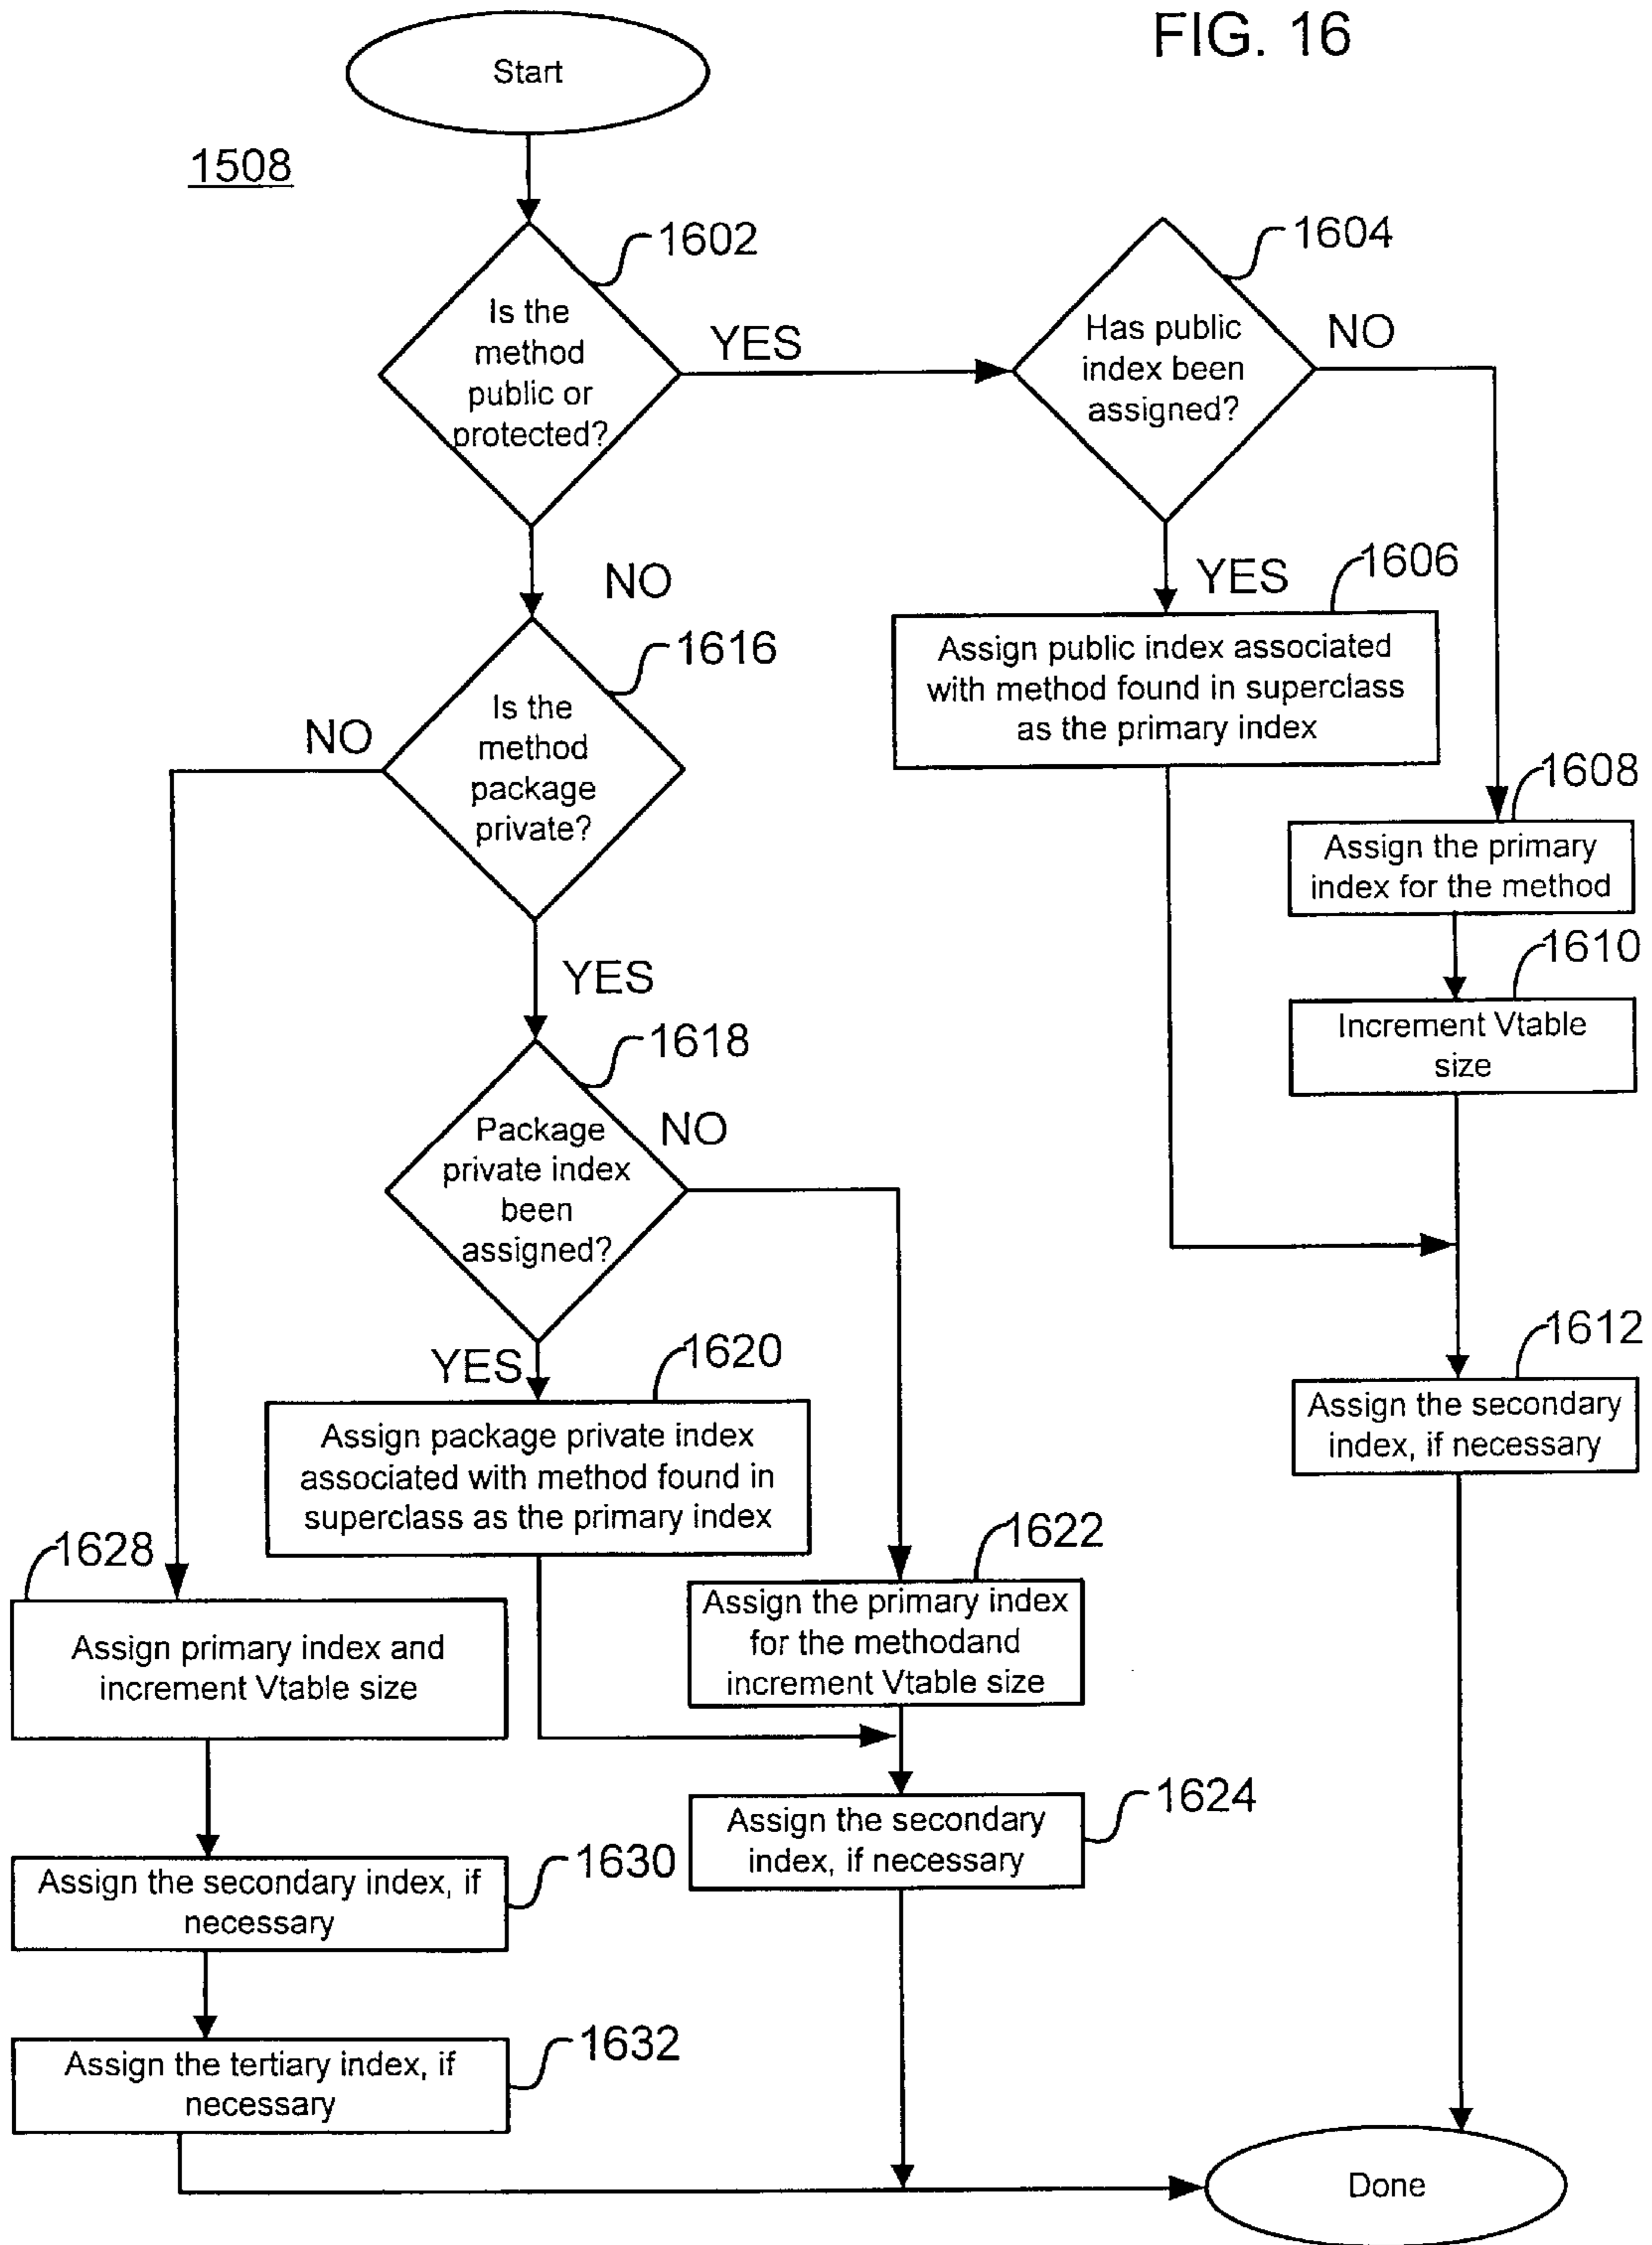 FIG. 16
Start
1508
1602
Is the
method
public or
protected?
YES
NO
1604
Has public
index been
assigned?
NO
YES
1606
Assign public index associated
with method found in superclass
as the primary index
1608
Assign the primary
index for the method
1610
Increment Vtable
size
1612
Assign the secondary
index, if necessary
1616
Is the
method
package
private?
NO
YES
1618
Package
private index
been
assigned?
NO
YES
1620
Assign package private index
associated with method found in
superclass as the primary index
1622
Assign the primary index
for the methodand
increment Vtable size
1624
Assign the secondary
index, if necessary
1628
Assign primary index and
increment Vtable size
1630
Assign the secondary index, if
necessary
1632
Assign the tertiary index, if
necessary
Done